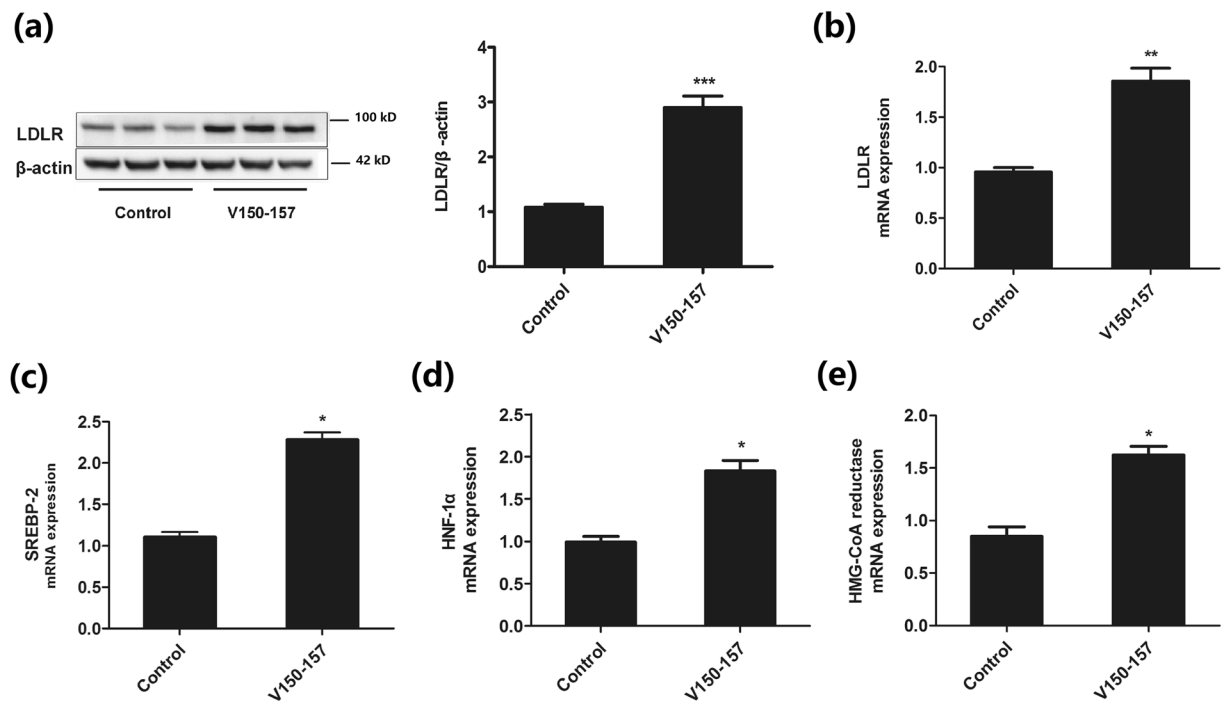 (a)
LDLR
β-actin
100 kD
42 kD
Control
V150-157
LDLR/β -actin
4
3
2
1
0
***
Control
V150-157
(b)
LDLR
mRNA expression
2.0
1.5
1.0
0.5
0.0
**
Control
V150-157
(c)
SREBP-2
mRNA expression
2.5
2.0
1.5
1.0
0.5
0.0
*
Control
V150-157
(d)
HNF-1α
mRNA expression
2.5
2.0
1.5
1.0
0.5
0.0
*
Control
V150-157
(e)
HMG-CoA reductase
mRNA expression
2.0
1.5
1.0
0.5
0.0
*
Control
V150-157